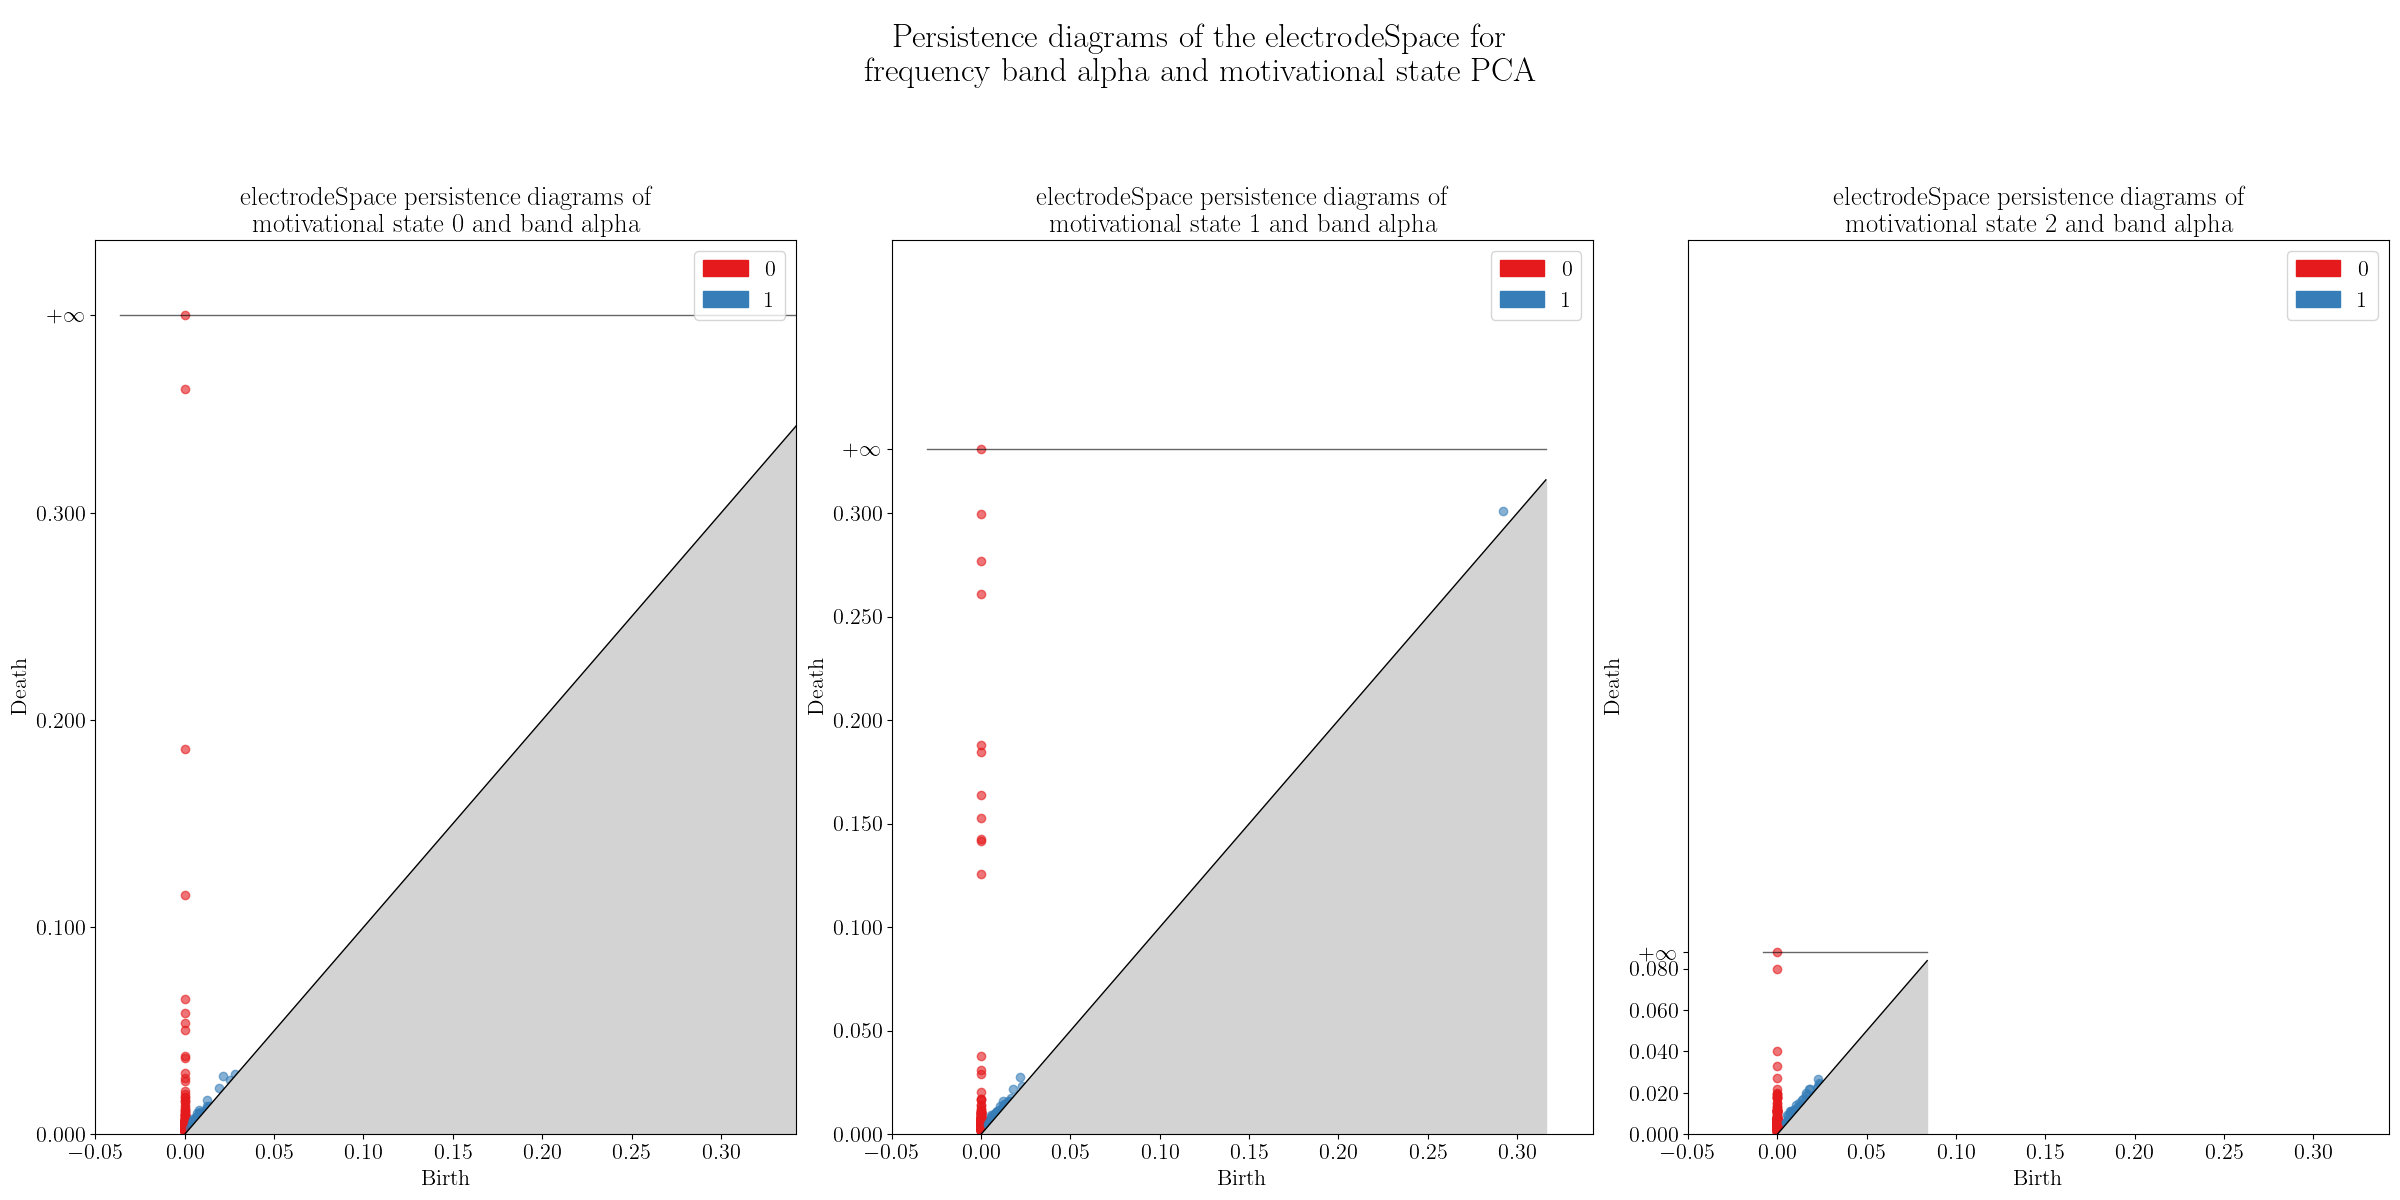 Persistence diagrams of the electrodeSpace for
frequency band alpha and motivational state PCA
electrodeSpace persistence diagrams of
motivational state 0 and band alpha
0
1
+∞
0.300
0.200
0.100
0.000
Death
−0.05 0.00 0.05 0.10 0.15 0.20 0.25 0.30
Birth
electrodeSpace persistence diagrams of
motivational state 1 and band alpha
0
1
+∞
0.300
0.250
0.200
0.150
0.100
0.050
0.000
Death
−0.05 0.00 0.05 0.10 0.15 0.20 0.25 0.30
Birth
electrodeSpace persistence diagrams of
motivational state 2 and band alpha
0
1
+∞
0.080
0.060
0.040
0.020
0.000
Death
−0.05 0.00 0.05 0.10 0.15 0.20 0.25 0.30
Birth